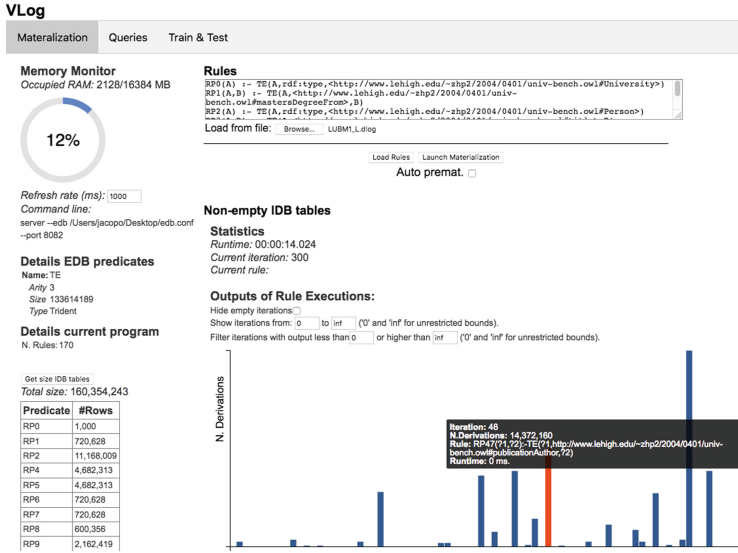 VLog
Materalization Queries Train & Test
Memory Monitor
Occupied RAM: 2128/16384 MB
12%
Refresh rate (ms): 1000
Command line:
server --edb /Users/jacopo/Desktop/edb.conf
--port 8082
Details EDB predicates
Name: TE
Arity 3
Size 133614189
Type Trident
Details current program
N. Rules: 170
Get size IDB tables
Total size: 160,354,243
Predicate #Rows
RP0 1,000
RP1 720,628
RP2 11,168,009
RP4 4,682,313
RP5 4,682,313
RP6 720,628
RP7 720,628
RP8 600,356
RP9 2,162,419
Rules
RP0(A) :- TE(A,rdf:type,<http://www.lehigh.edu/~zhp2/2004/0401/univ-bench.owl#University>)
RP1(A,B) :- TE(A,<http://www.lehigh.edu/~zhp2/2004/0401/univ-
bench.owl#mastersDegreeFrom>,B)
RP2(A) :- TE(A,rdf:type,<http://www.lehigh.edu/~zhp2/2004/0401/univ-bench.owl#Person>)
Load from file: Browse... LUBM1_L.dlog
Load Rules Launch Materialization
Auto premat.
Non-empty IDB tables
Statistics
Runtime: 00:00:14.024
Current iteration: 300
Current rule:
Outputs of Rule Executions:
Hide empty iterations
Show iterations from: 0 to inf ('0' and 'inf' for unrestricted bounds).
Filter iterations with output less than 0 or higher than inf ('0' and 'inf' for unrestricted bounds).
N. Derivations
Iteration: 48
N.Derivations: 14,372,160
Rule: RP47(?1,?2):-TE(?1,http://www.lehigh.edu/~zhp2/2004/0401/univ-
bench.owl#publicationAuthor,?2)
Runtime: 0 ms.